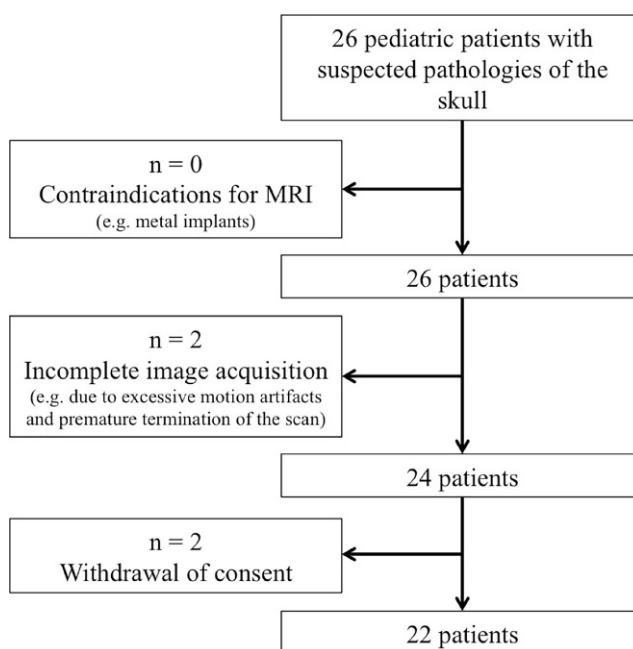 26 pediatric patients with
suspected pathologies of the
skull
n = 0
Contraindications for MRI
(e.g. metal implants)
26 patients
n = 2
Incomplete image acquisition
(e.g. due to excessive motion artifacts
and premature termination of the scan)
24 patients
n = 2
Withdrawal of consent
22 patients